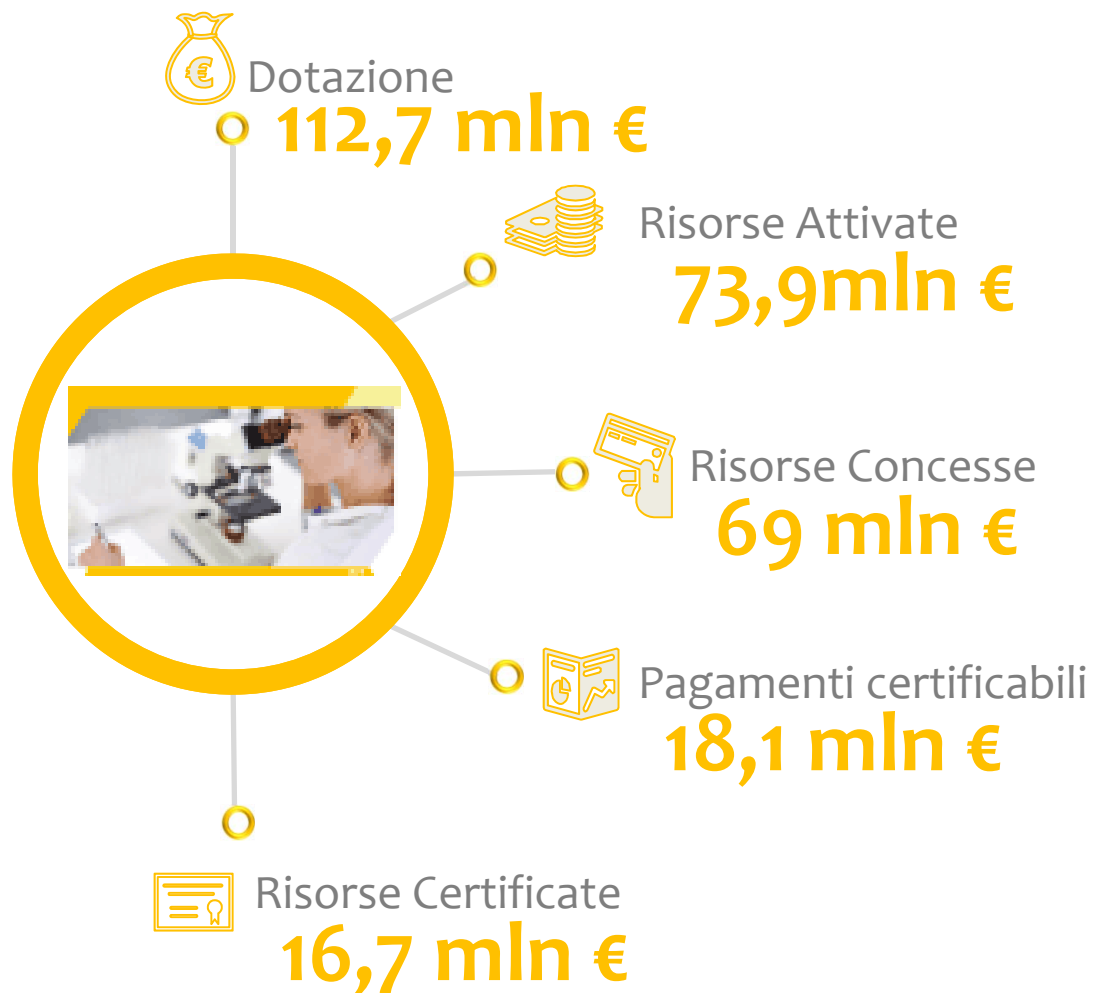 €
Dotazione
112,7 mln €
Risorse Attivate
73,9mln €
Risorse Concesse
69 mln €
Pagamenti certificabili
18,1 mln €
Risorse Certificate
16,7 mln €